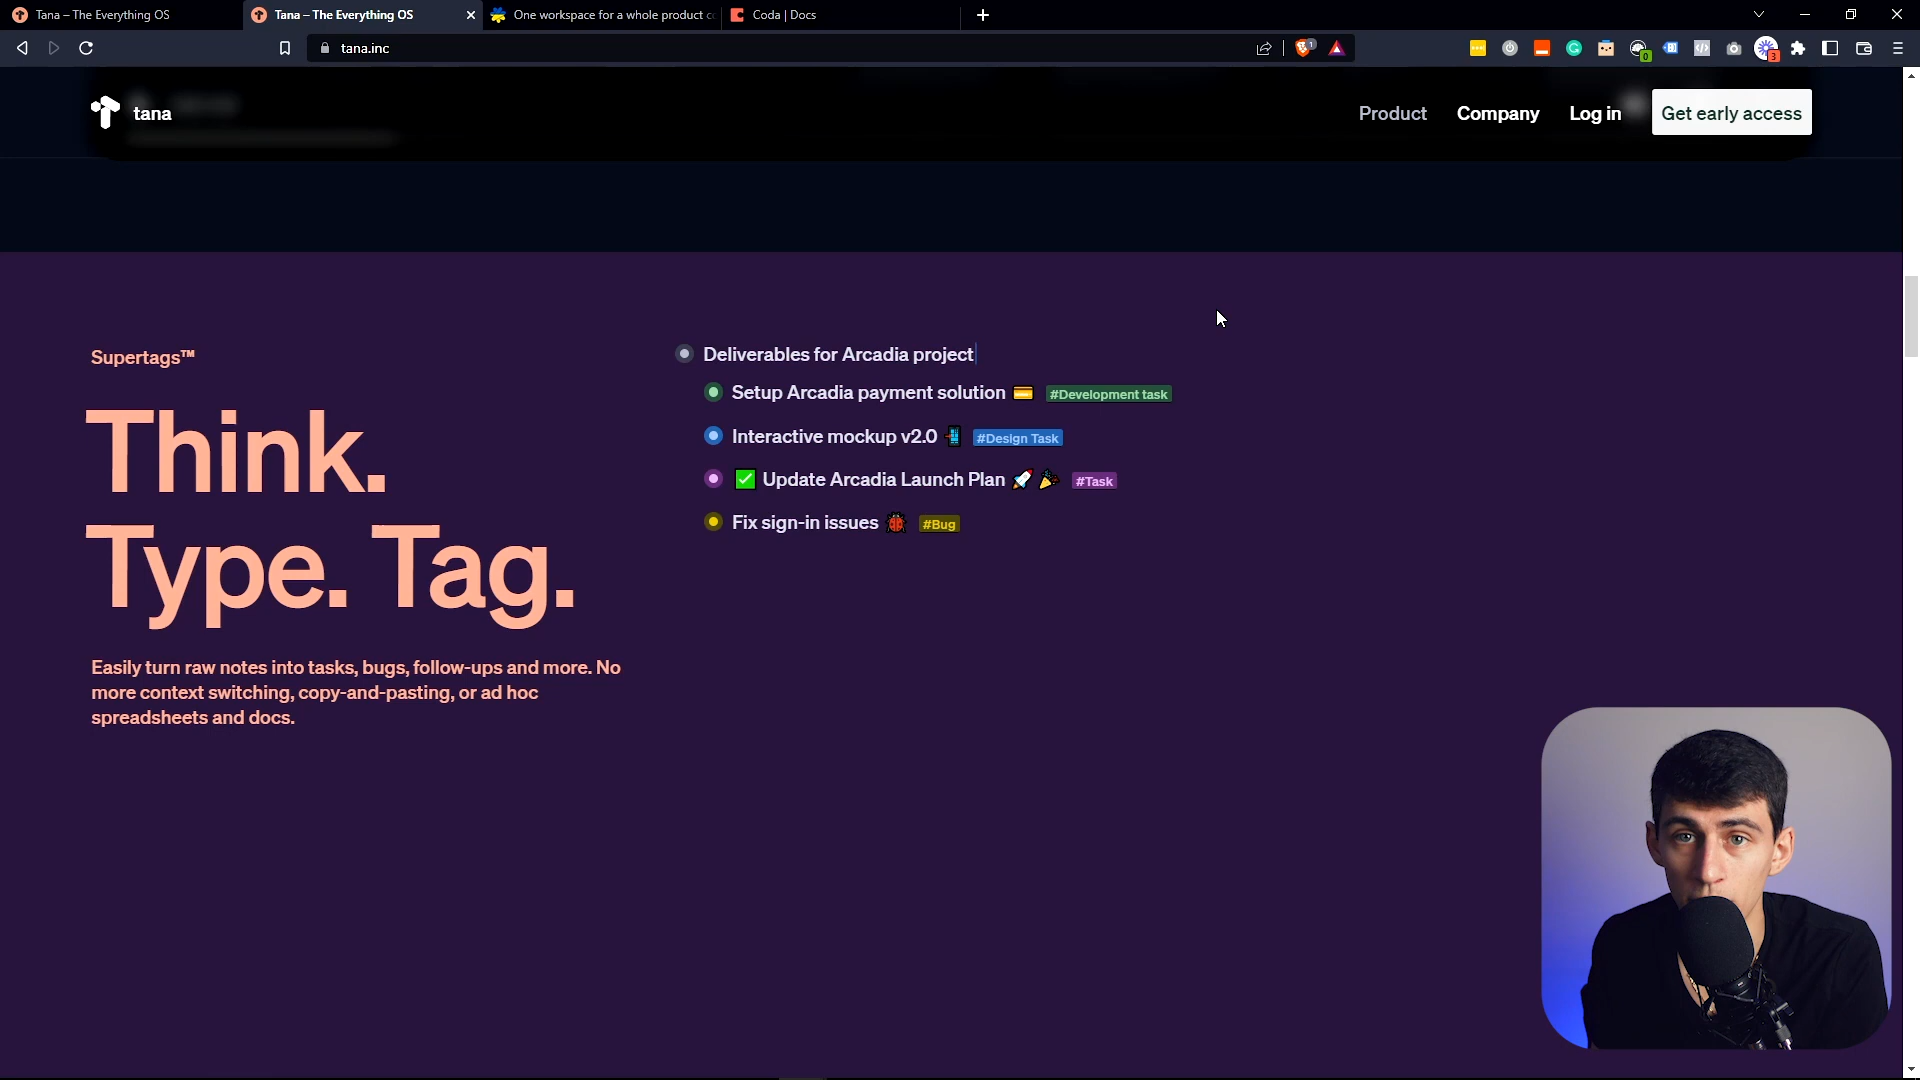 Tana – The Everything OS
Tana – The Everything OS
One workspace for a whole product c
Coda | Docs
tana.inc
1
0
3
tana
Product
Company
Log in
Get early access
Supertags™
Think.
Type. Tag.
Easily turn raw notes into tasks, bugs, follow-ups and more. No
more context switching, copy-and-pasting, or ad hoc
spreadsheets and docs.
Deliverables for Arcadia project
Setup Arcadia payment solution 💳 #Development task
Interactive mockup v2.0 📲 #Design Task
✅ Update Arcadia Launch Plan 🚀 🎉 #Task
Fix sign-in issues 🐞 #Bug